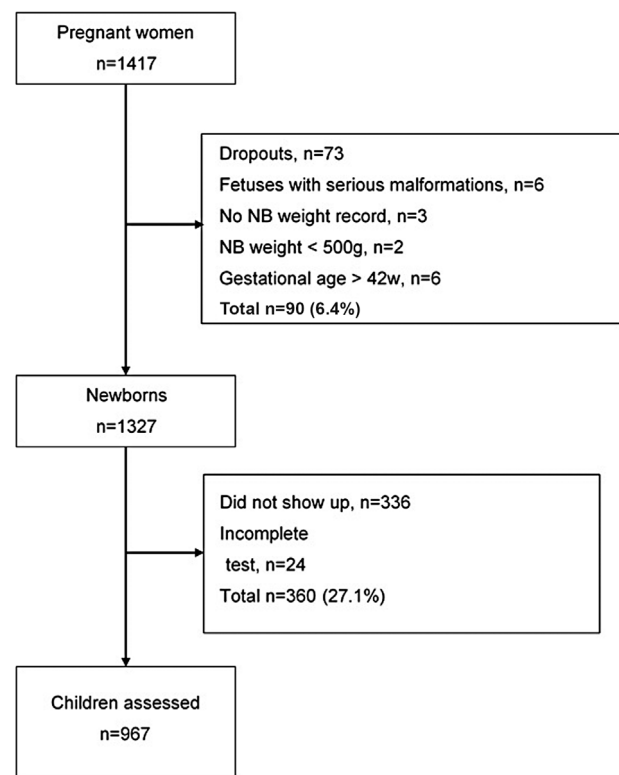 Pregnant women
n=1417
Dropouts, n=73
Fetuses with serious malformations, n=6
No NB weight record, n=3
NB weight < 500g, n=2
Gestational age > 42w, n=6
Total n=90 (6.4%)
Newborns
n=1327
Did not show up, n=336
Incomplete
test, n=24
Total n=360 (27.1%)
Children assessed
n=967